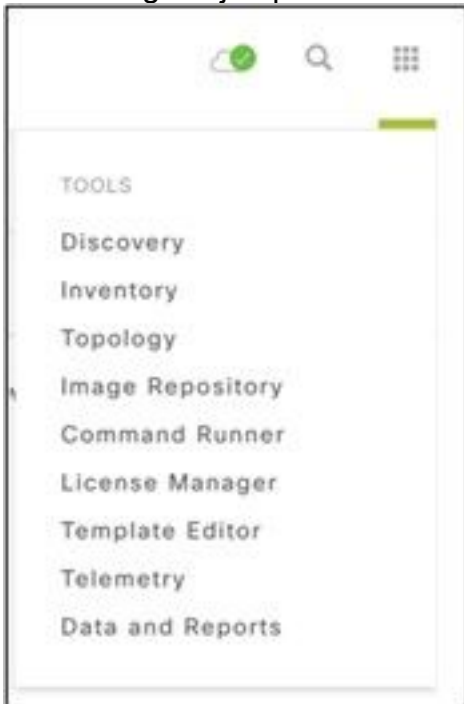 TOOLS
Discovery
Inventory
Topology
Image Repository
Command Runner
License Manager
Template Editor
Telemetry
Data and Reports